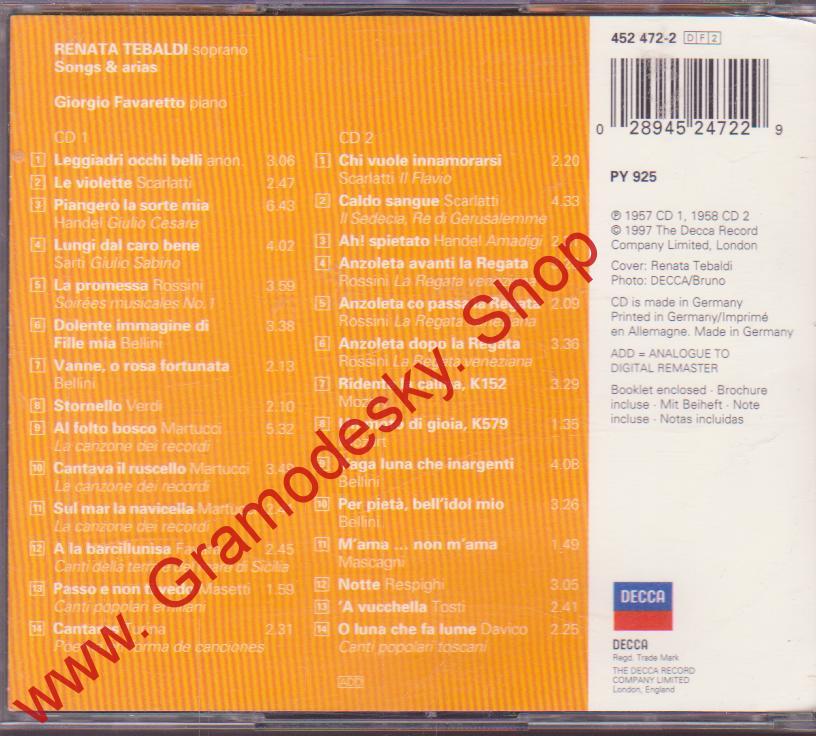 RENATA TEBALDI soprano
Songs & arias
Giorgio Favaretto piano
CD 1
1 Leggiadri occhi belli anon. 3.06
2 Le violette Scarlatti 2.47
3 Piangerò la sorte mia 6.43
Handel Giulio Cesare
4 Lungi dal caro bene 4.02
Sarti Giulio Sabino
5 La promessa Rossini 3.59
Soirées musicales No.1
6 Dolente immagine di 3.38
Fille mia Bellini
7 Vanne, o rosa fortunata 2.13
Bellini
8 Stornello Verdi 2.10
9 Al folto bosco Martucci 5.32
La canzone dei recordi
10 Cantava il ruscello Martucci
La canzone dei recordi
11 Sul mar la navicella
La canzone dei recordi
12 A la barcillunisa 2.45
Canti della terra Sicilia
13 Passo e non Masetti 1.59
Canti popolari
14 2.31
forma de canciones
CD 2
1 Chi vuole innamorarsi 2.20
Scarlatti Il Flavio
2 Caldo sangue Scarlatti 4.33
Il Sedecia, Re di Gerusalemme
3 Ah! spietato Handel Amadigi
4 Anzoleta avanti la Regata
Rossini La Regata
5 Anzoleta co passa la Regata 2.09
Rossini La Regata
6 Anzoleta dopo la Regata 3.36
Rossini La Regata veneziana
7 calma, K152 3.29
8 di gioia, K579 1.35
9 luna che inargenti 4.08
Bellini
10 Per pietà, bell'idol mio 3.26
Bellini
11 M'ama ... non m'ama 1.49
Mascagni
12 Notte Respighi 3.05
13 'A vucchella Tosti 2.41
14 O luna che fa lume Davico 2.25
Canti popolari toscani
ADD
452 472-2 DF2
0 28945 24722 9
PY 925
℗ 1957 CD 1, 1958 CD 2
© 1997 The Decca Record
Company Limited, London
Cover: Renata Tebaldi
Photo: DECCA/Bruno
CD is made in Germany
Printed in Germany/Imprimé
en Allemagne. Made in Germany
ADD = ANALOGUE TO
DIGITAL REMASTER
Booklet enclosed · Brochure
incluse · Mit Beiheft · Note
incluse · Notas incluidas
DECCA
DECCA
Regd. Trade Mark
THE DECCA RECORD
COMPANY LIMITED
London, England
www. Gramodesky. Shop